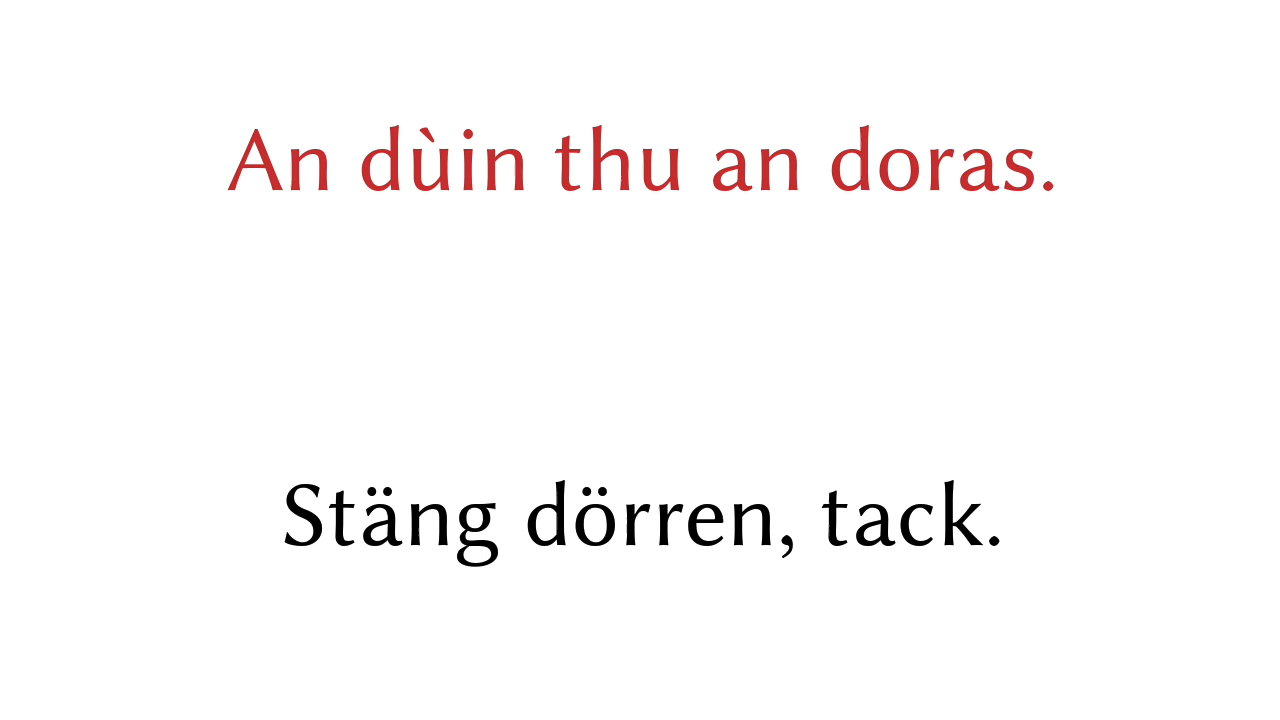 An dùin thu an doras.
Stäng dörren, tack.